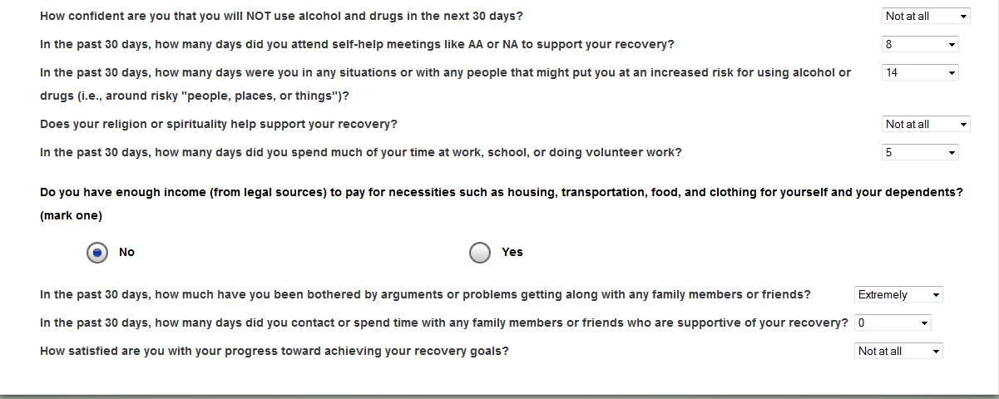 How confident are you that you will NOT use alcohol and drugs in the next 30 days? Not at all
In the past 30 days, how many days did you attend self-help meetings like AA or NA to support your recovery? 8
In the past 30 days, how many days were you in any situations or with any people that might put you at an increased risk for using alcohol or 14
drugs (i.e., around risky "people, places, or things")?
Does your religion or spirituality help support your recovery? Not at all
In the past 30 days, how many days did you spend much of your time at work, school, or doing volunteer work? 5
Do you have enough income (from legal sources) to pay for necessities such as housing, transportation, food, and clothing for yourself and your dependents?
(mark one)
No Yes
In the past 30 days, how much have you been bothered by arguments or problems getting along with any family members or friends? Extremely
In the past 30 days, how many days did you contact or spend time with any family members or friends who are supportive of your recovery? 0
How satisfied are you with your progress toward achieving your recovery goals? Not at all